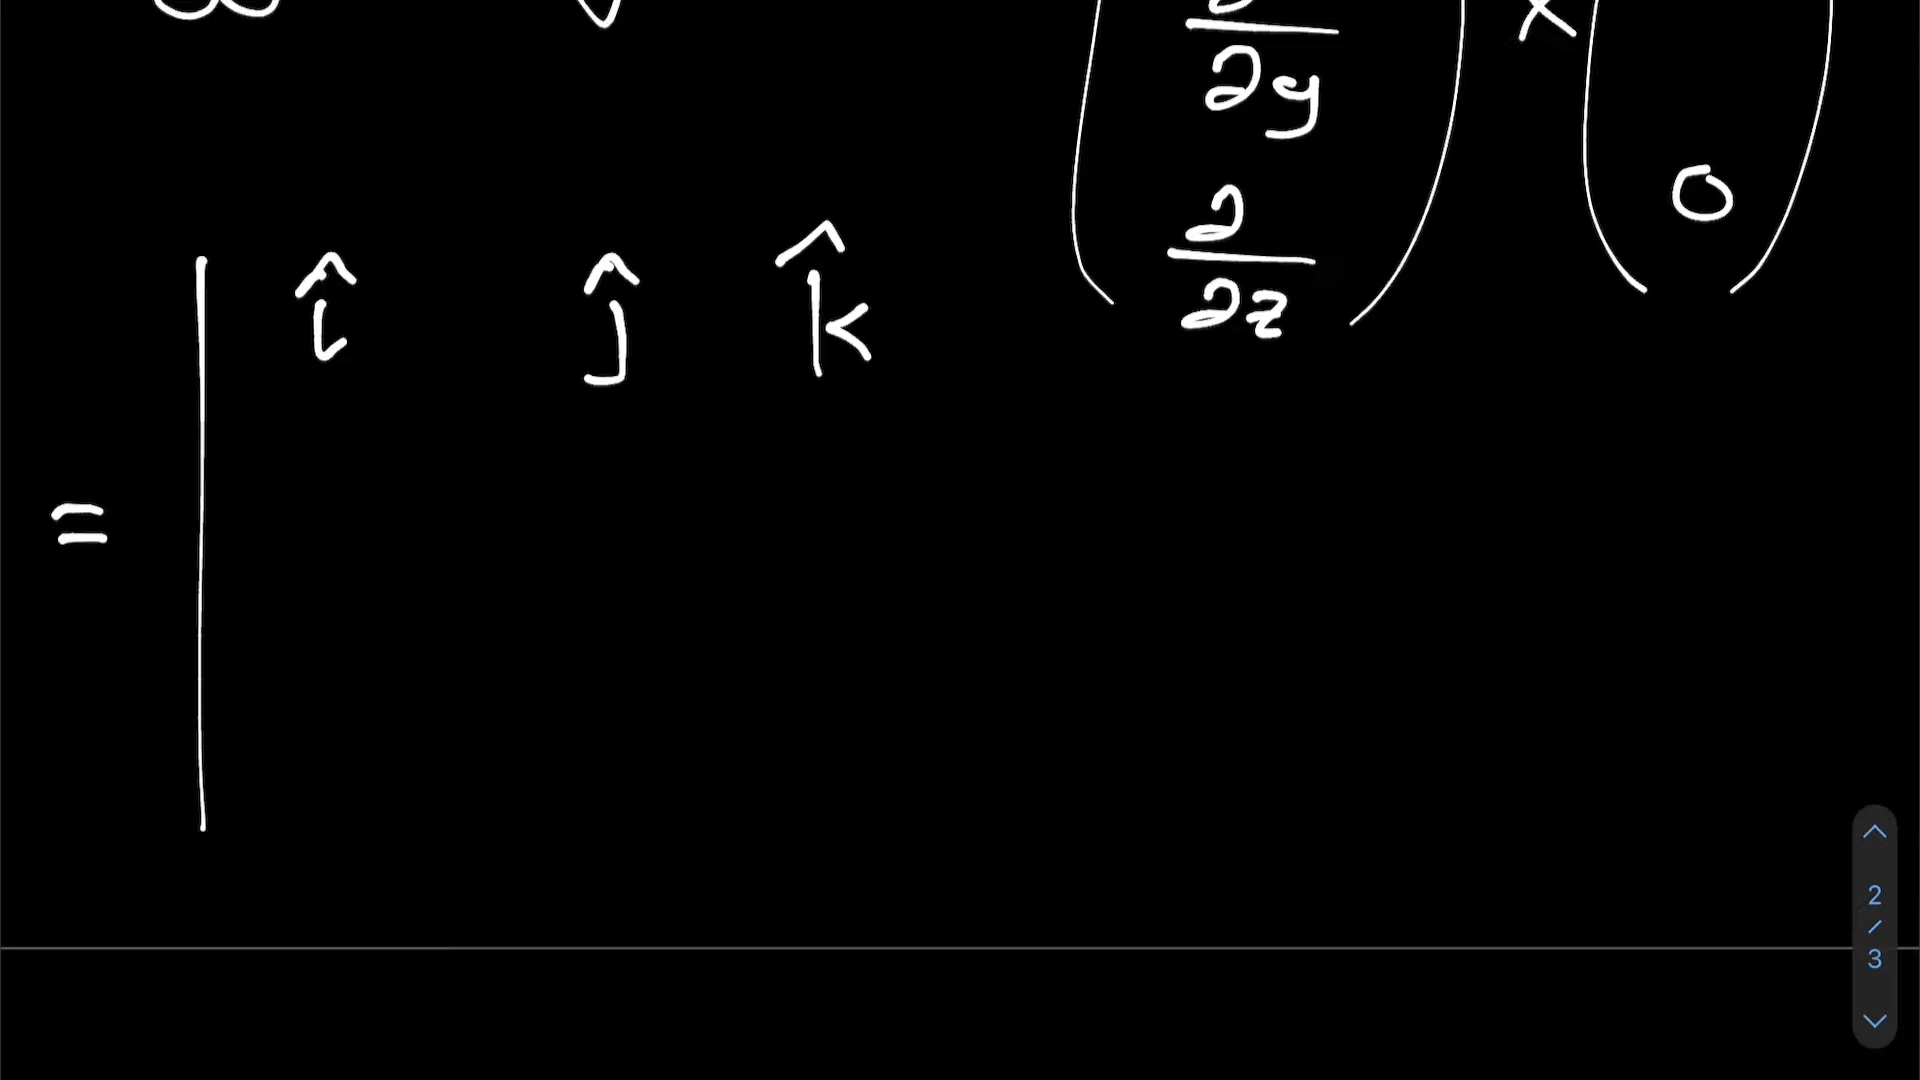 ∂/∂y ×
∂/∂z 0
= | î ĵ k̂
2/3